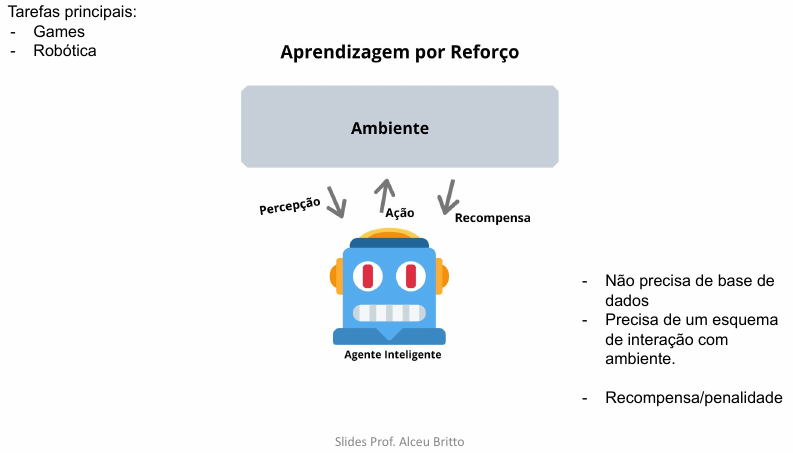 Tarefas principais:
- Games
- Robótica
Aprendizagem por Reforço
Ambiente
Percepção
Ação
Recompensa
Agente Inteligente
- Não precisa de base de
dados
- Precisa de um esquema
de interação com
ambiente.
- Recompensa/penalidade
Slides Prof. Alceu Britto